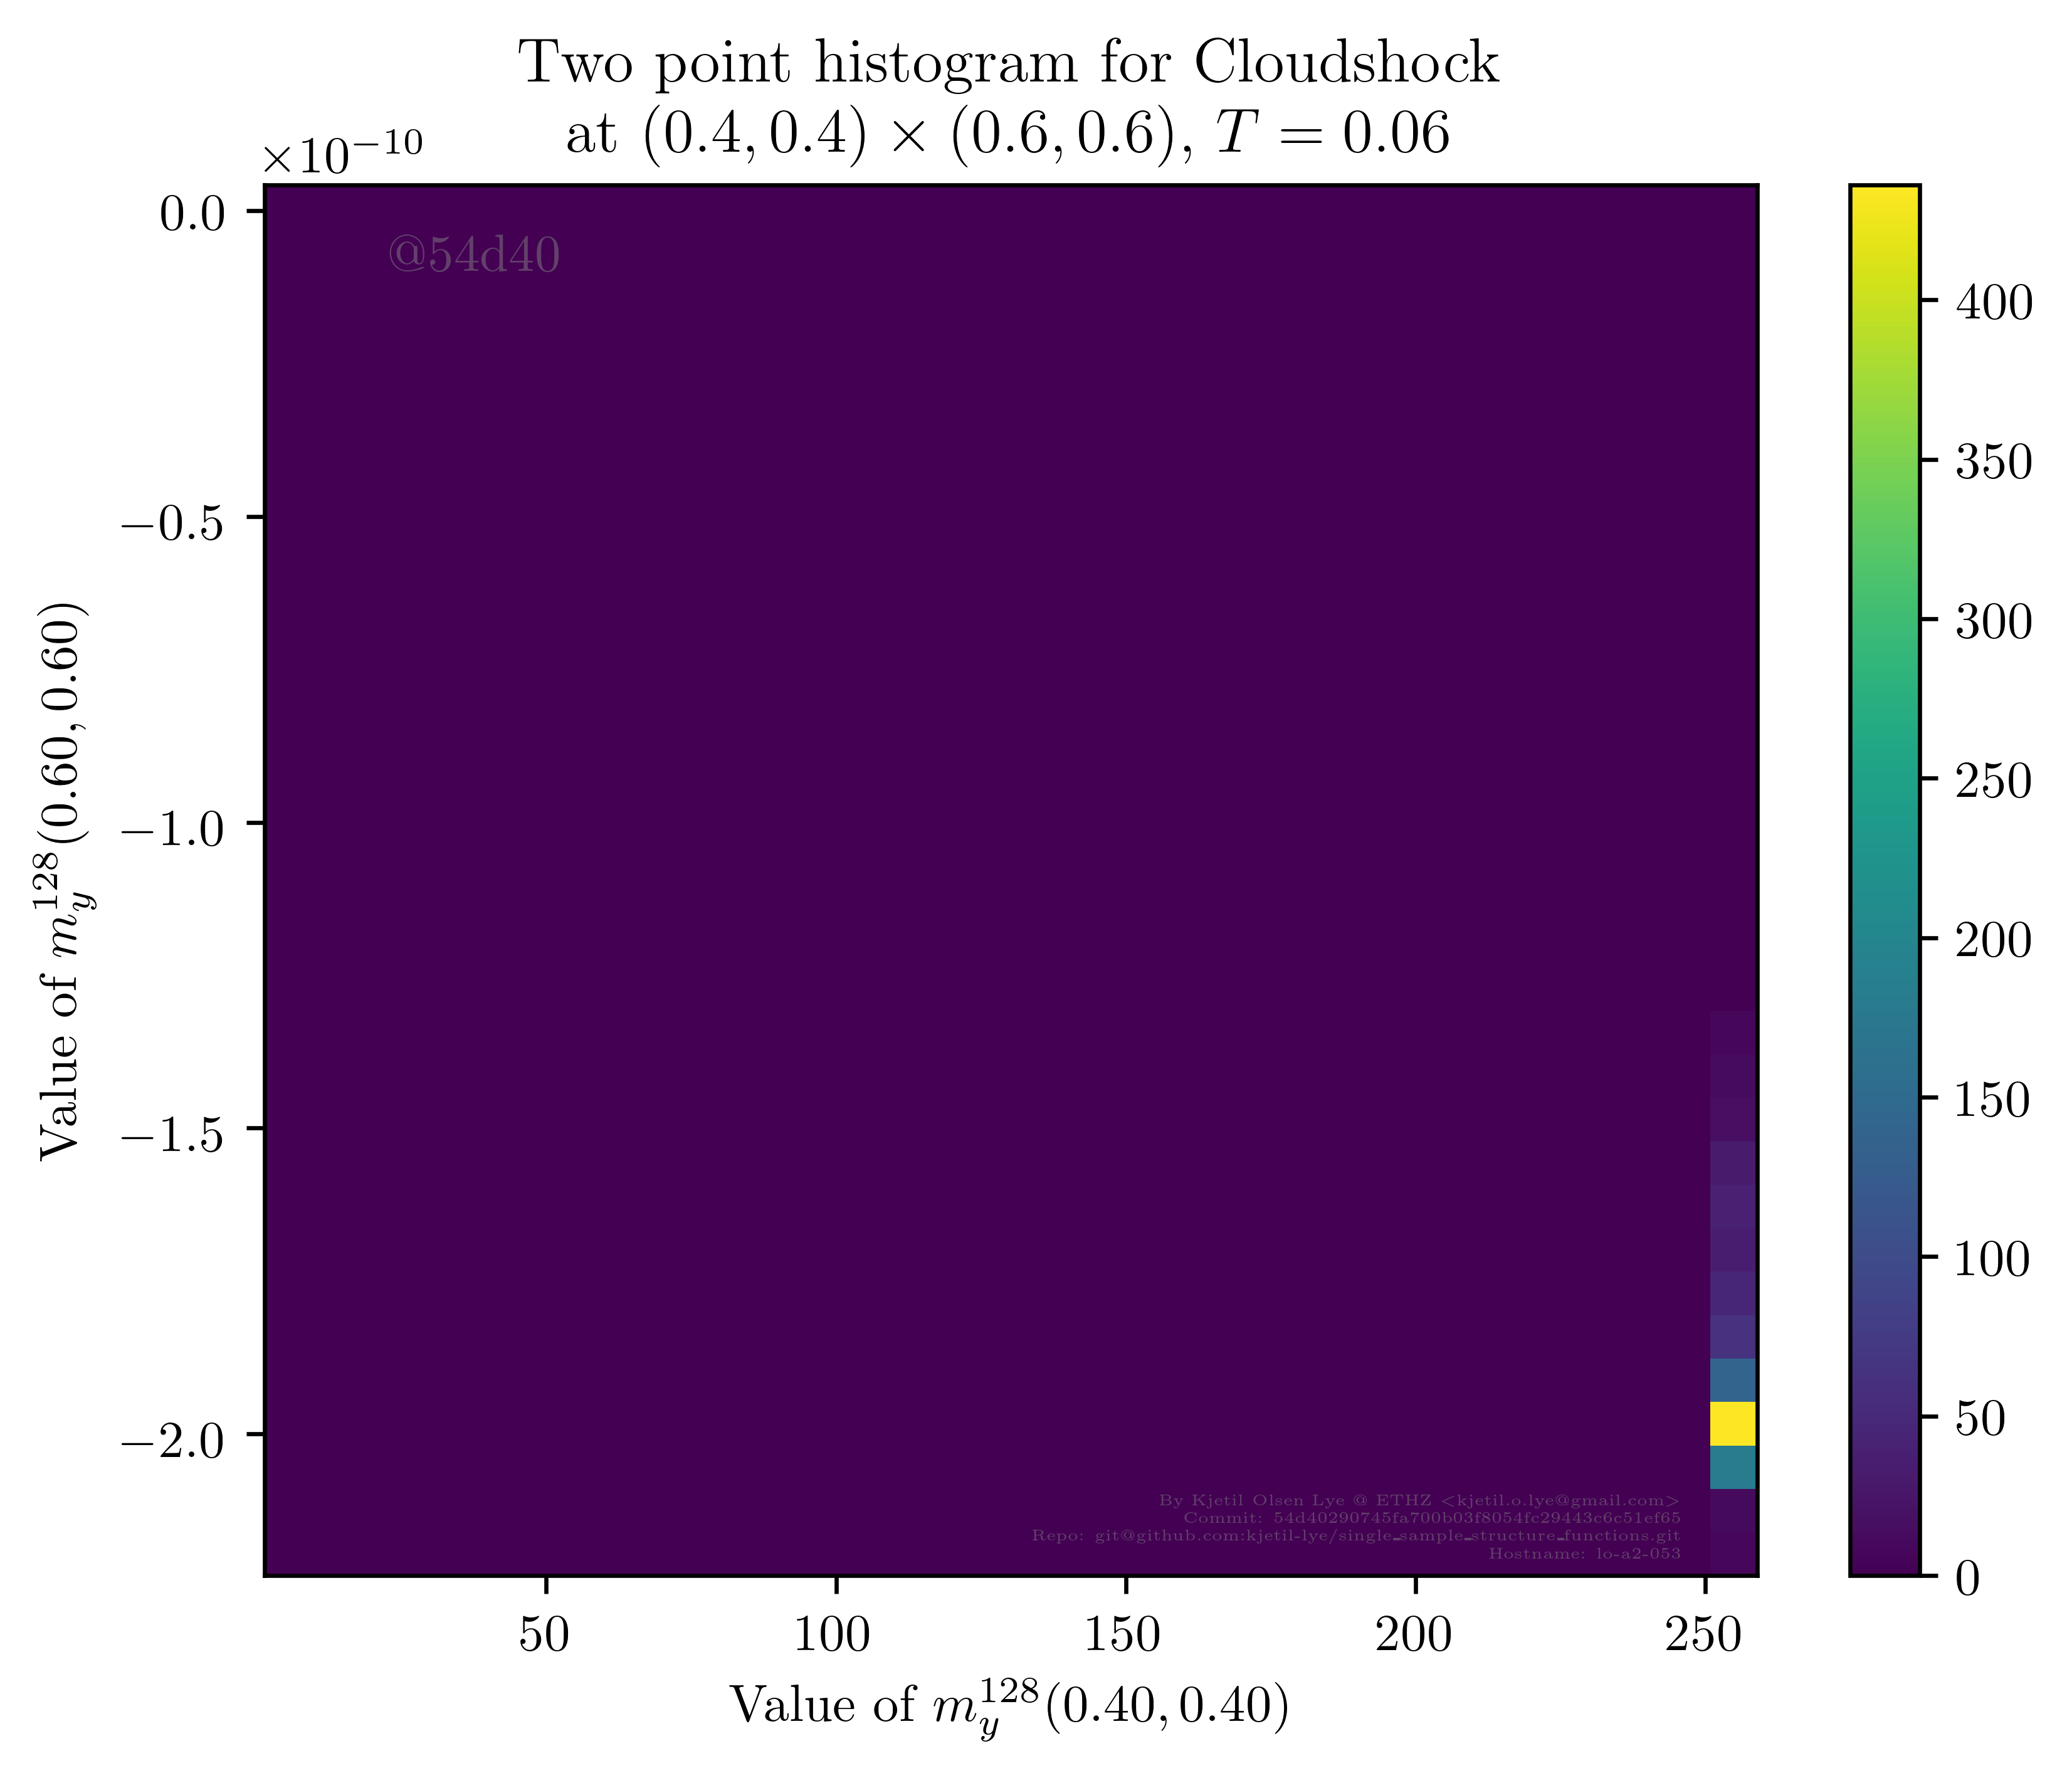 Two point histogram for Cloudshock
at (0.4, 0.4) × (0.6, 0.6), T = 0.06
×10⁻¹⁰
0.0
−0.5
−1.0
−1.5
−2.0
Value of m_y^128(0.60, 0.60)
©54d40
By Kjetil Olsen Lye @ ETHZ <kjetil.o.lye@gmail.com>
Commit: 54d40290745fa700b03f8054fc29443c6c51ef65
Repo: git@github.com:kjetil-lye/single_sample_structure_functions.git
Hostname: lo-a2-053
50 100 150 200 250
Value of m_y^128(0.40, 0.40)
400
350
300
250
200
150
100
50
0